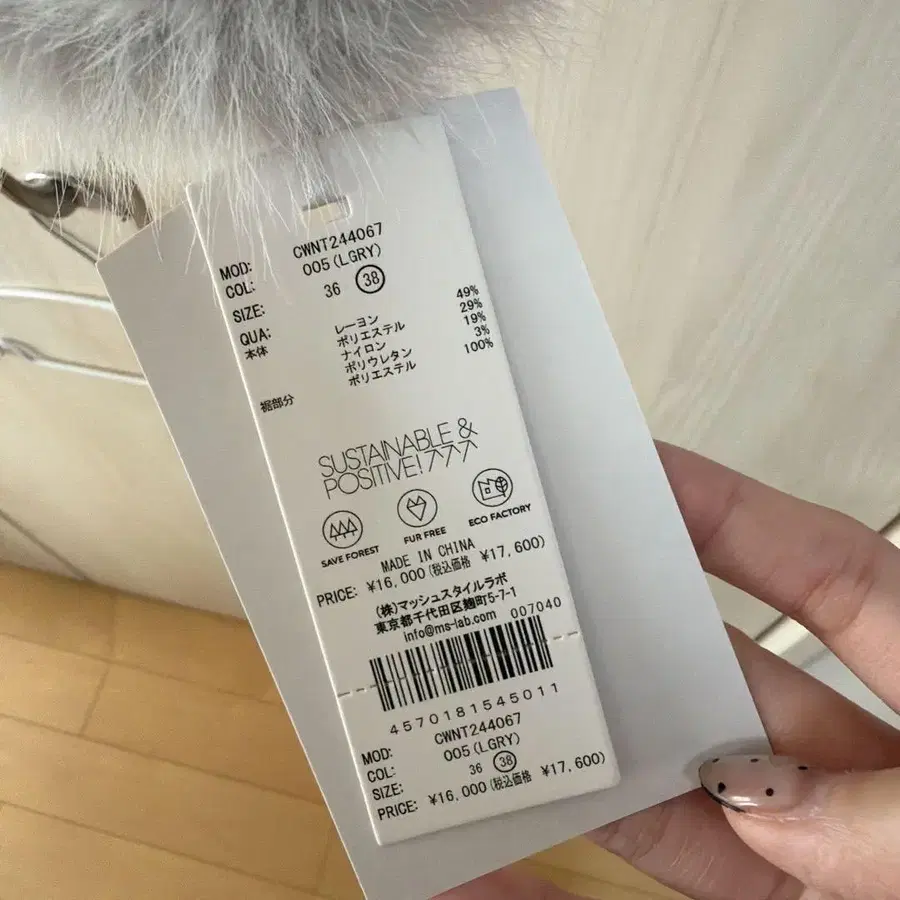 MOD: CWNT244067
COL: 005(LGRY)
SIZE: 36 38
QUA:
本体 レーヨン 49%
ポリエステル 29%
ナイロン 19%
ポリウレタン 3%
裾部分 ポリエステル 100%
SUSTAINABLE &
POSITIVE!
SAVE FOREST FUR FREE ECO FACTORY
MADE IN CHINA
PRICE: ¥16,000(税込価格 ¥17,600)
(株)マッシュスタイルラボ
東京都千代田区麹町5-7-1
info@ms-lab.com 007040
4570181545011
MOD: CWNT244067
COL: 005(LGRY)
SIZE: 36 38
PRICE: ¥16,000(税込価格 ¥17,600)